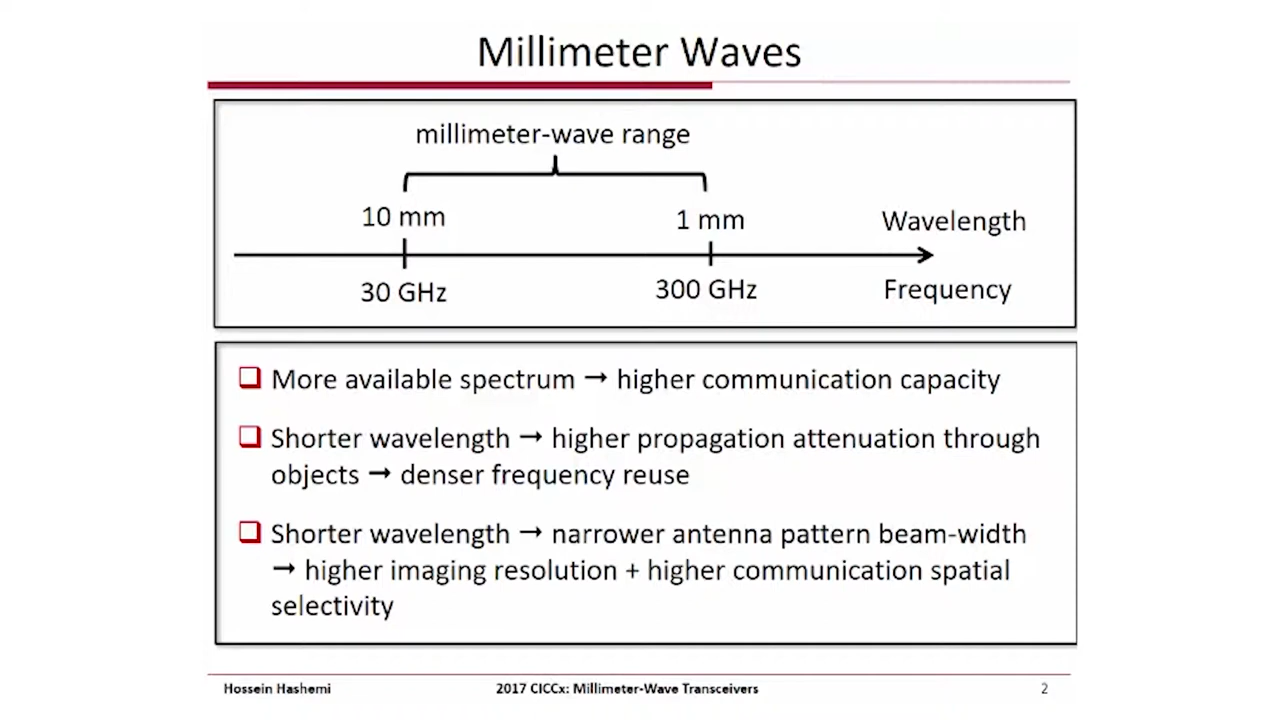 Millimeter Waves
millimeter-wave range
10 mm
1 mm
Wavelength
30 GHz
300 GHz
Frequency
More available spectrum → higher communication capacity
Shorter wavelength → higher propagation attenuation through
objects → denser frequency reuse
Shorter wavelength → narrower antenna pattern beam-width
→ higher imaging resolution + higher communication spatial
selectivity
Hossein Hashemi
2017 CICCx: Millimeter-Wave Transceivers
2